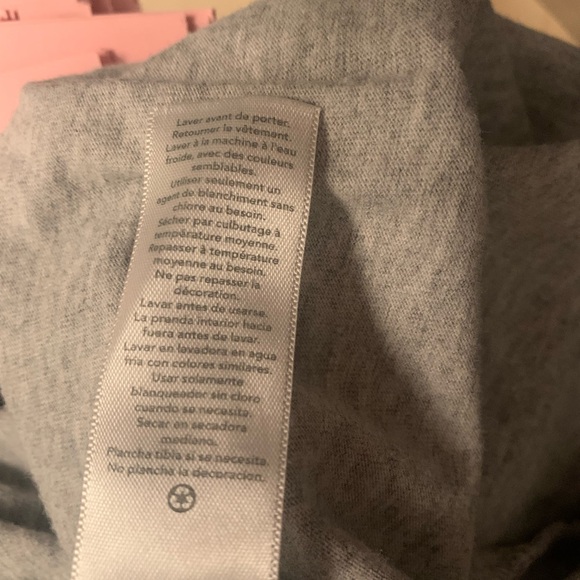 Laver avant de porter.
Retourner le vêtement.
Laver à la machine à l'eau
froide, avec des couleurs
semblables.
Utiliser seulement un
agent de blanchiment sans
chlore au besoin.
Sécher par culbutage à
température moyenne.
Repasser à température
moyenne au besoin.
Ne pas repasser la
décoration.
Lavar antes de usarse.
La prenda interior hacia
fuera antes de lavar.
Lavar en lavadora en agua
fria con colores similares.
Usar solamente
blanqueador sin cloro
cuando se necesita.
Secar en secadora
mediano.
Plancha tibia si se necesita.
No plancha la decoracion.